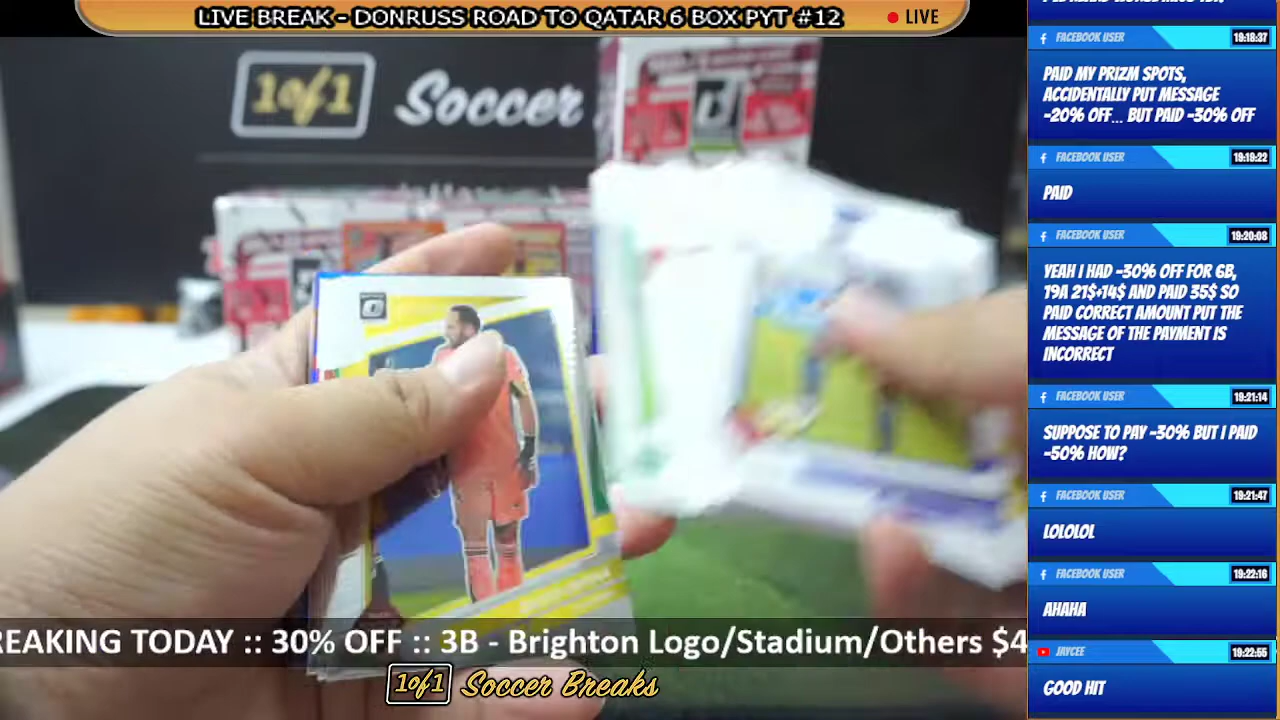 LIVE BREAK - DONRUSS ROAD TO QATAR 6 BOX PYT #12
LIVE
1of1 Soccer
REAKING TODAY :: 30% OFF :: 3B - Brighton Logo/Stadium/Others $4
1of1 Soccer Breaks
FACEBOOK USER 19:18:37
PAID MY PRIZM SPOTS,
ACCIDENTALLY PUT MESSAGE
-20% OFF... BUT PAID -30% OFF
FACEBOOK USER 19:19:22
PAID
FACEBOOK USER 19:20:08
YEAH I HAD -30% OFF FOR 6B,
19A 21$+14$ AND PAID 35$ SO
PAID CORRECT AMOUNT PUT THE
MESSAGE OF THE PAYMENT IS
INCORRECT
FACEBOOK USER 19:21:14
SUPPOSE TO PAY -30% BUT I PAID
-50% HOW?
FACEBOOK USER 19:21:47
LOLOLOL
FACEBOOK USER 19:22:16
AHAHA
JAYCEE 19:22:55
GOOD HIT